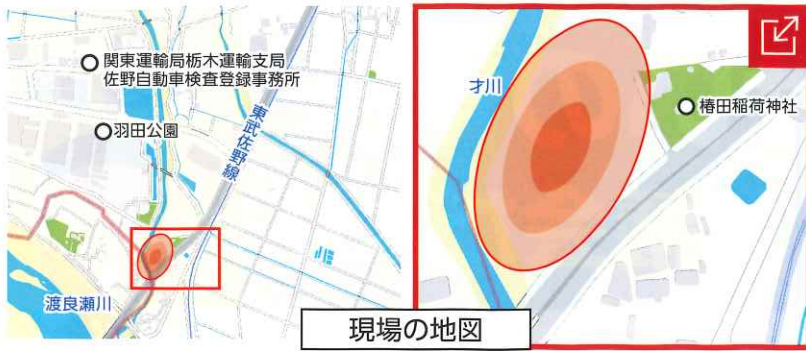 関東運輸局栃木運輸支局
佐野自動車検査登録事務所
羽田公園
東武佐野線
渡良瀬川
才川
椿田稲荷神社
現場の地図